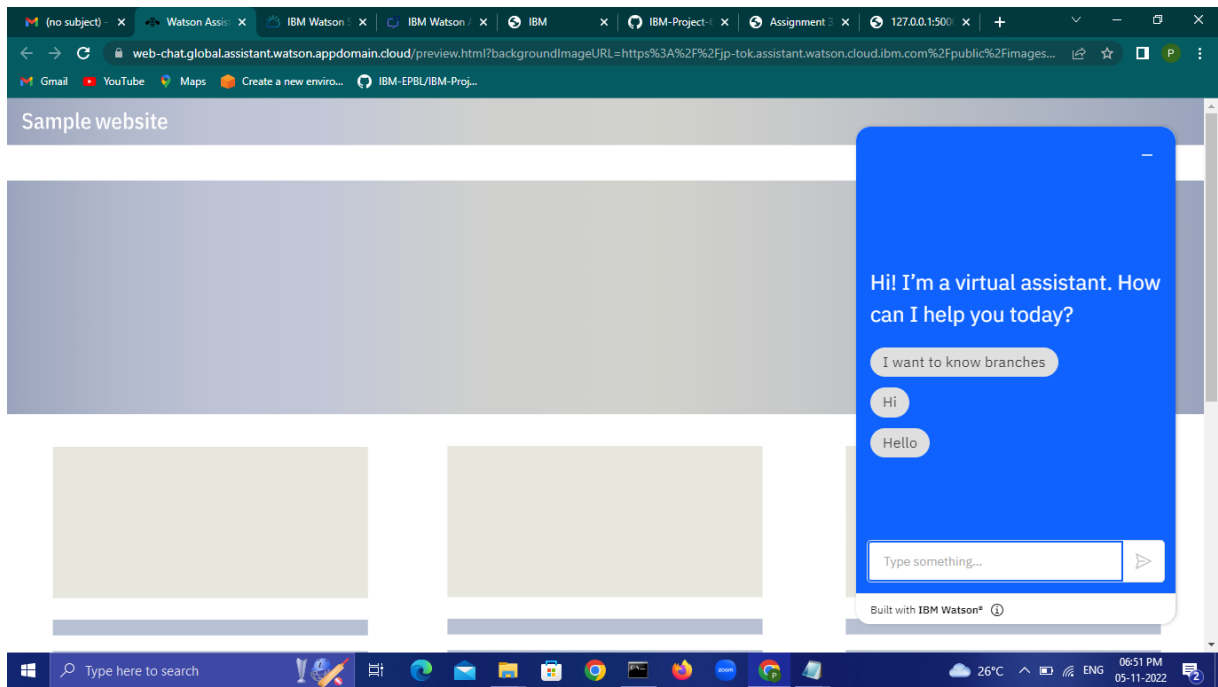 (no subject) - Watson Assis IBM Watson S IBM Watson A IBM IBM-Project- Assignment 3 127.0.0.1:500
web-chat.global.assistant.watson.appdomain.cloud/preview.html?backgroundImageURL=https%3A%2F%2Fjp-tok.assistant.watson.cloud.ibm.com%2Fpublic%2Fimages... P
Gmail YouTube Maps Create a new enviro... IBM-EPBL/IBM-Proj...
Sample website
Hi! I'm a virtual assistant. How
can I help you today?
I want to know branches
Hi
Hello
Type something...
Built with IBM Watson®
Type here to search zoom P 26°C ENG 06:51 PM
05-11-2022 2